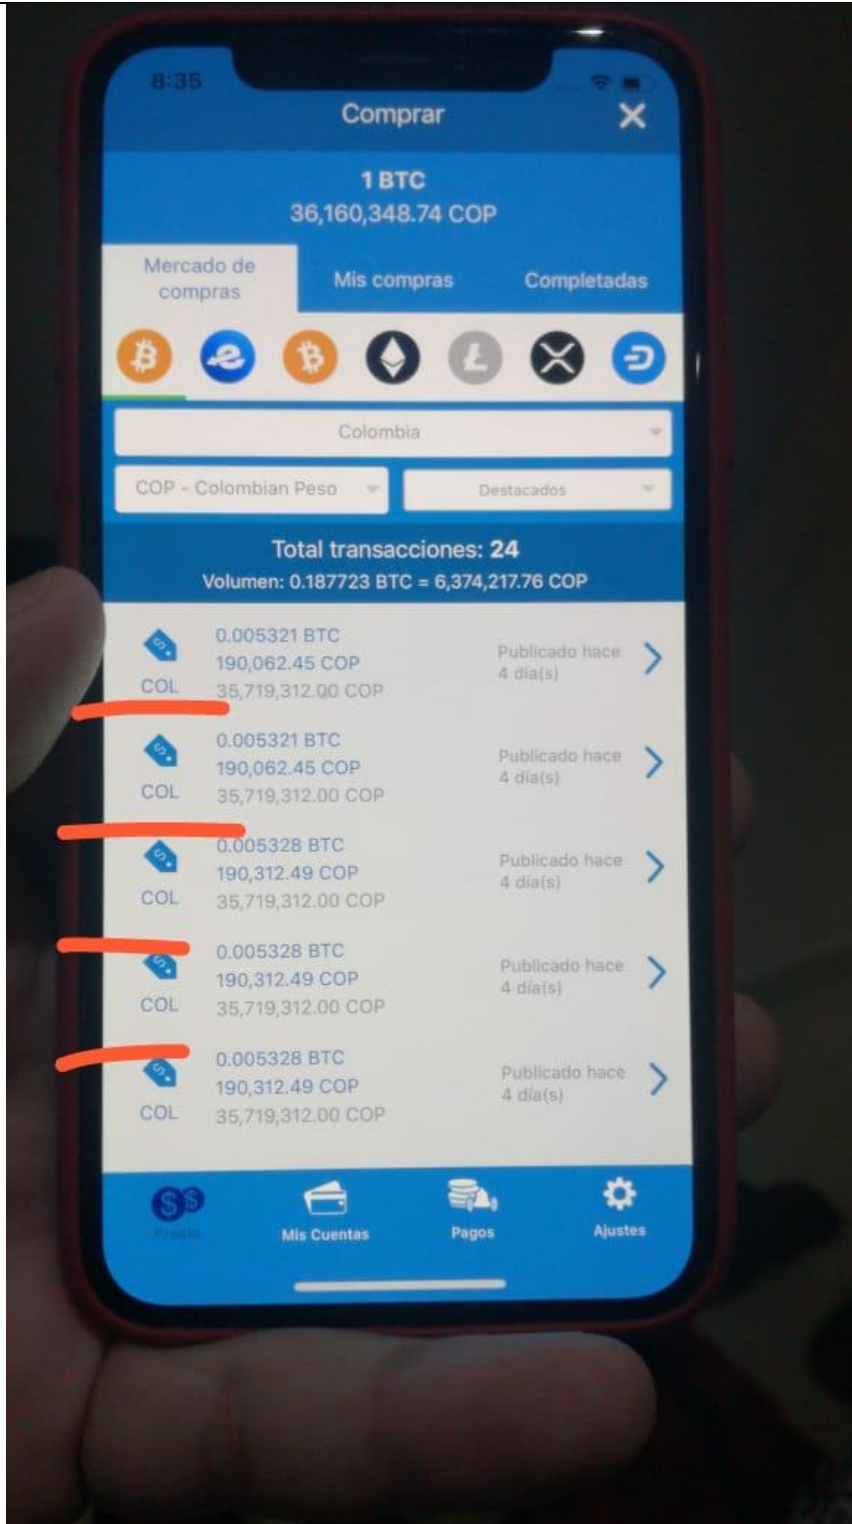 8:35
Comprar
1 BTC
36,160,348.74 COP
Mercado de compras
Mis compras
Completadas
Colombia
COP - Colombian Peso
Destacados
Total transacciones: 24
Volumen: 0.187723 BTC = 6,374,217.76 COP
0.005321 BTC
190,062.45 COP
35,719,312.00 COP
COL
Publicado hace
4 día(s)
0.005321 BTC
190,062.45 COP
35,719,312.00 COP
COL
Publicado hace
4 día(s)
0.005328 BTC
190,312.49 COP
35,719,312.00 COP
COL
Publicado hace
4 día(s)
0.005328 BTC
190,312.49 COP
35,719,312.00 COP
COL
Publicado hace
4 día(s)
0.005328 BTC
190,312.49 COP
35,719,312.00 COP
COL
Publicado hace
4 día(s)
Precio
Mis Cuentas
Pagos
Ajustes